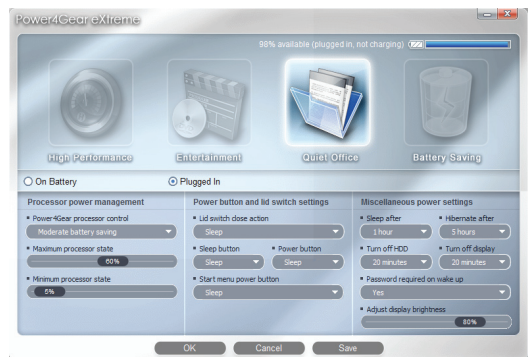 Power4Gear eXtreme
98% available (plugged in, not charging)
High Performance
Entertainment
Quiet Office
Battery Saving
On Battery
Plugged In
Processor power management
Power4Gear processor control
Moderate battery saving
Maximum processor state
60%
Minimum processor state
5%
Power button and lid switch settings
Lid switch close action
Sleep
Sleep button
Power button
Sleep
Sleep
Start menu power button
Sleep
Miscellaneous power settings
Sleep after
Hibernate after
1 hour
5 hours
Turn off HDD
Turn off display
20 minutes
20 minutes
Password required on wake up
Yes
Adjust display brightness
80%
OK
Cancel
Save